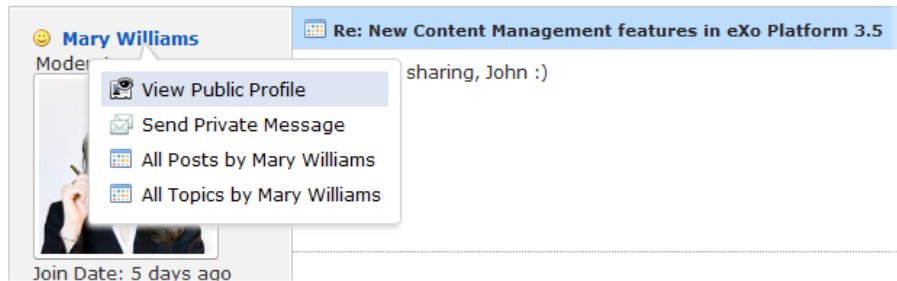 Mary Williams
Re: New Content Management features in eXo Platform 3.5
sharing, John :)
View Public Profile
Send Private Message
All Posts by Mary Williams
All Topics by Mary Williams
Join Date: 5 days ago